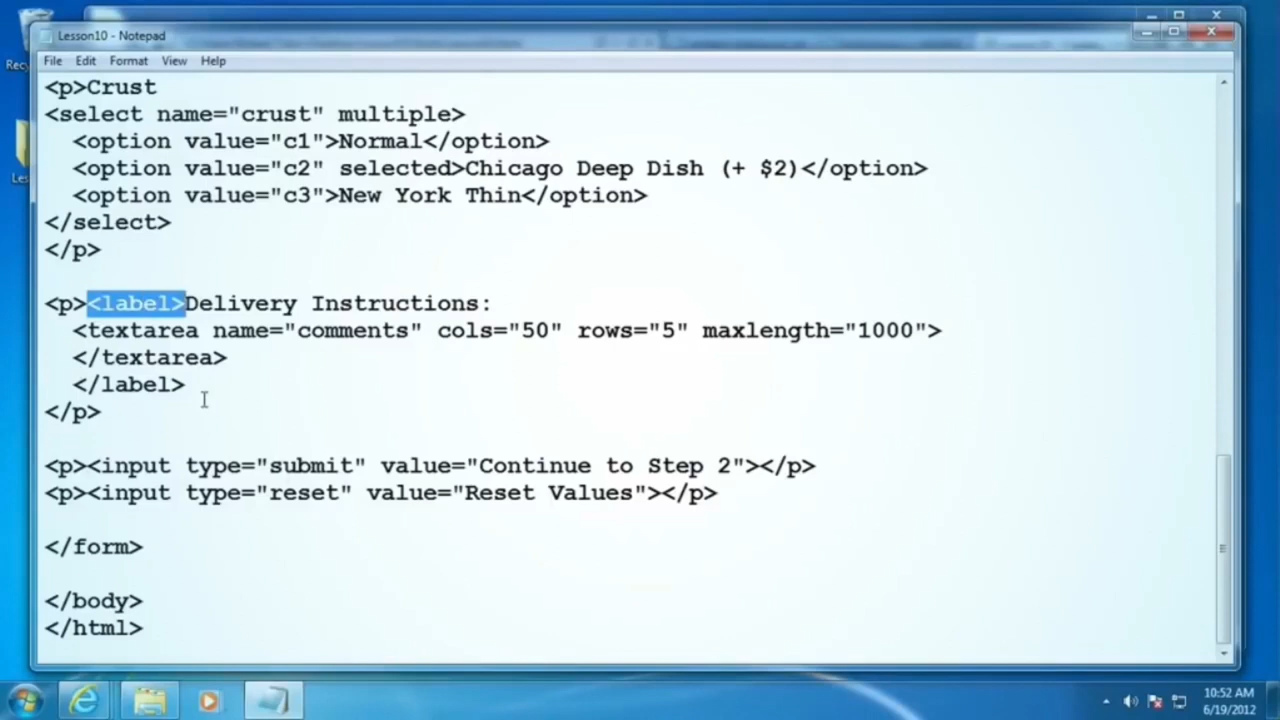 Lesson10 - Notepad
File Edit Format View Help
<p>Crust
<select name="crust" multiple>
  <option value="c1">Normal</option>
  <option value="c2" selected>Chicago Deep Dish (+ $2)</option>
  <option value="c3">New York Thin</option>
</select>
</p>
<p><label>Delivery Instructions:
  <textarea name="comments" cols="50" rows="5" maxlength="1000">
  </textarea>
  </label>
</p>
<p><input type="submit" value="Continue to Step 2"></p>
<p><input type="reset" value="Reset Values"></p>
</form>
</body>
</html>
10:52 AM
6/19/2012